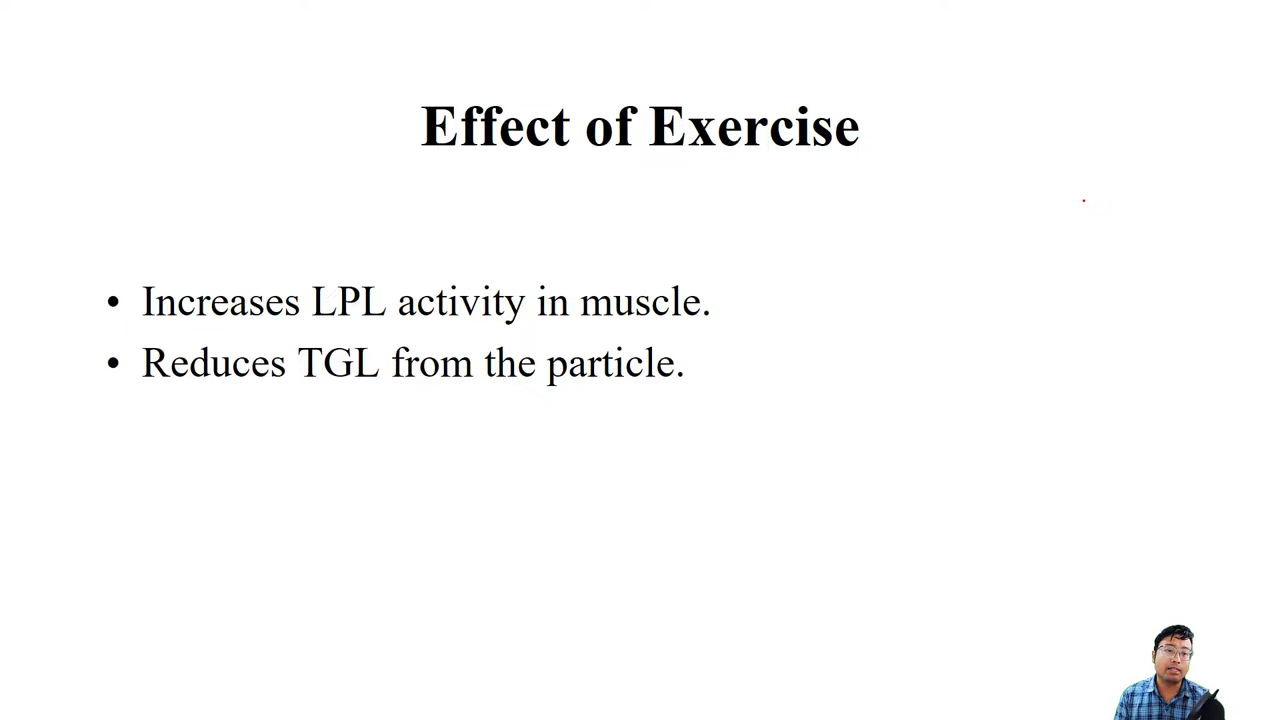 Effect of Exercise
• Increases LPL activity in muscle.
• Reduces TGL from the particle.